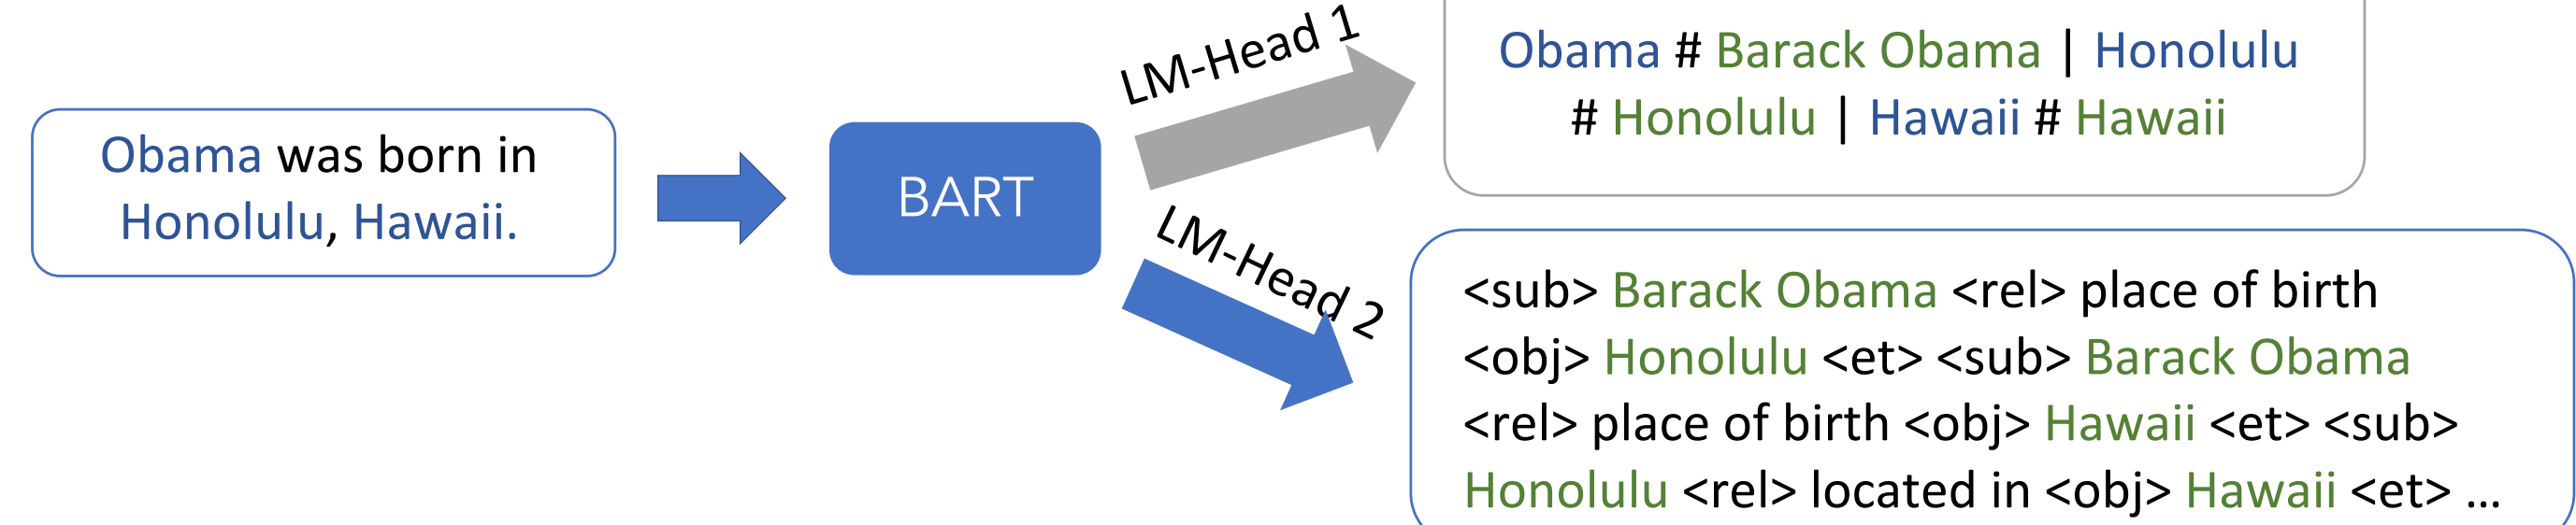 Obama was born in
Honolulu, Hawaii.
BART
LM-Head 1
Obama # Barack Obama | Honolulu
# Honolulu | Hawaii # Hawaii
LM-Head 2
<sub> Barack Obama <rel> place of birth
<obj> Honolulu <et> <sub> Barack Obama
<rel> place of birth <obj> Hawaii <et> <sub>
Honolulu <rel> located in <obj> Hawaii <et> ...